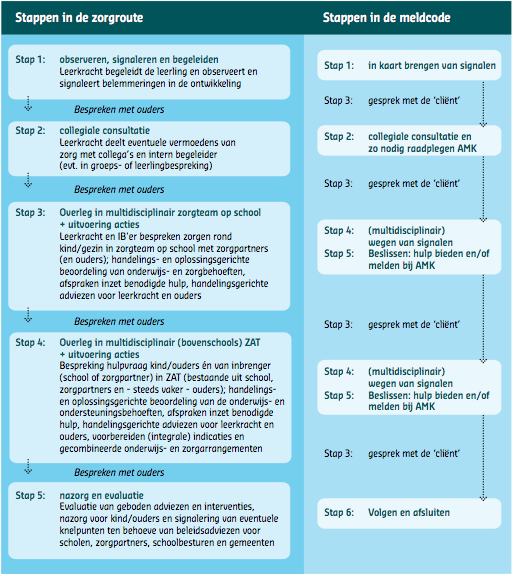 Stappen in de zorgroute
Stap 1: observeren, signaleren en begeleiden
Leerkracht begeleidt de leerling en observeert en
signaleert belemmeringen in de ontwikkeling
Bespreken met ouders
Stap 2: collegiale consultatie
Leerkracht deelt eventuele vermoedens van
zorg met collega's en intern begeleider
(evt. in groeps- of leerlingbespreking)
Bespreken met ouders
Stap 3: Overleg in multidisciplinair zorgteam op school
+ uitvoering acties
Leerkracht en IB'er bespreken zorgen rond
kind/gezin in zorgteam op school met zorgpartners
(en ouders); handelings- en oplossingsgerichte
beoordeling van onderwijs- en zorgbehoeften,
afspraken inzet benodigde hulp, handelingsgerichte
adviezen voor leerkracht en ouders
Bespreken met ouders
Stap 4: Overleg in multidisciplinair (bovenschools) ZAT
+ uitvoering acties
Bespreking hulpvraag kind/ouders én van inbrenger
(school of zorgpartner) in ZAT (bestaande uit school,
zorgpartners en - steeds vaker - ouders); handelings-
en oplossingsgerichte beoordeling van de onderwijs- en
ondersteuningsbehoeften, afspraken inzet benodigde
hulp, handelingsgerichte adviezen voor leerkracht en
ouders, voorbereiden (integrale) indicaties en
gecombineerde onderwijs- en zorgarrangementen
Bespreken met ouders
Stap 5: nazorg en evaluatie
Evaluatie van geboden adviezen en interventies,
nazorg voor kind/ouders en signalering van eventuele
knelpunten ten behoeve van beleidsadviezen voor
scholen, zorgpartners, schoolbesturen en gemeenten
Stappen in de meldcode
Stap 1: in kaart brengen van signalen
Stap 3: gesprek met de 'cliënt'
Stap 2: collegiale consultatie en
zo nodig raadplegen AMK
Stap 3: gesprek met de 'cliënt'
Stap 4: (multidisciplinair)
wegen van signalen
Stap 5: Beslissen: hulp bieden en/of
melden bij AMK
Stap 3: gesprek met de 'cliënt'
Stap 4: (multidisciplinair)
wegen van signalen
Stap 5: Beslissen: hulp bieden en/of
melden bij AMK
Stap 3: gesprek met de 'cliënt'
Stap 6: Volgen en afsluiten